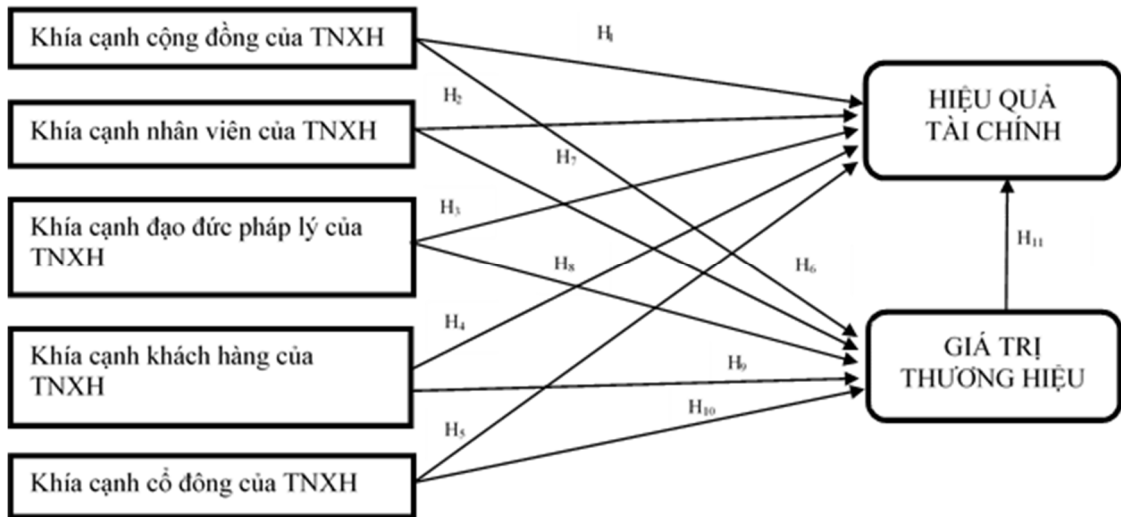 Khía cạnh cộng đồng của TNXH
Khía cạnh nhân viên của TNXH
Khía cạnh đạo đức pháp lý của
TNXH
Khía cạnh khách hàng của
TNXH
Khía cạnh cổ đông của TNXH
H₁
H₂
H₇
H₃
H₈
H₆
H₄
H₉
H₅
H₁₀
H₁₁
HIỆU QUẢ
TÀI CHÍNH
GIÁ TRỊ
THƯƠNG HIỆU